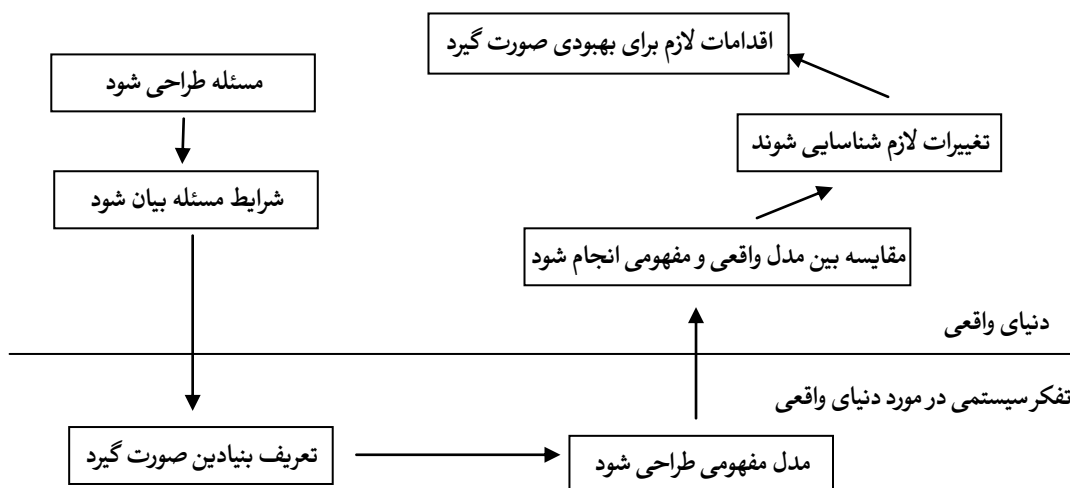 اقدامات لازم برای بهبودی صورت گیرد
مسئله طراحی شود
تغییرات لازم شناسایی شوند
شرایط مسئله بیان شود
مقایسه بین مدل واقعی و مفهومی انجام شود
دنیای واقعی
تفکر سیستمی در مورد دنیای واقعی
تعریف بنیادین صورت گیرد
مدل مفهومی طراحی شود